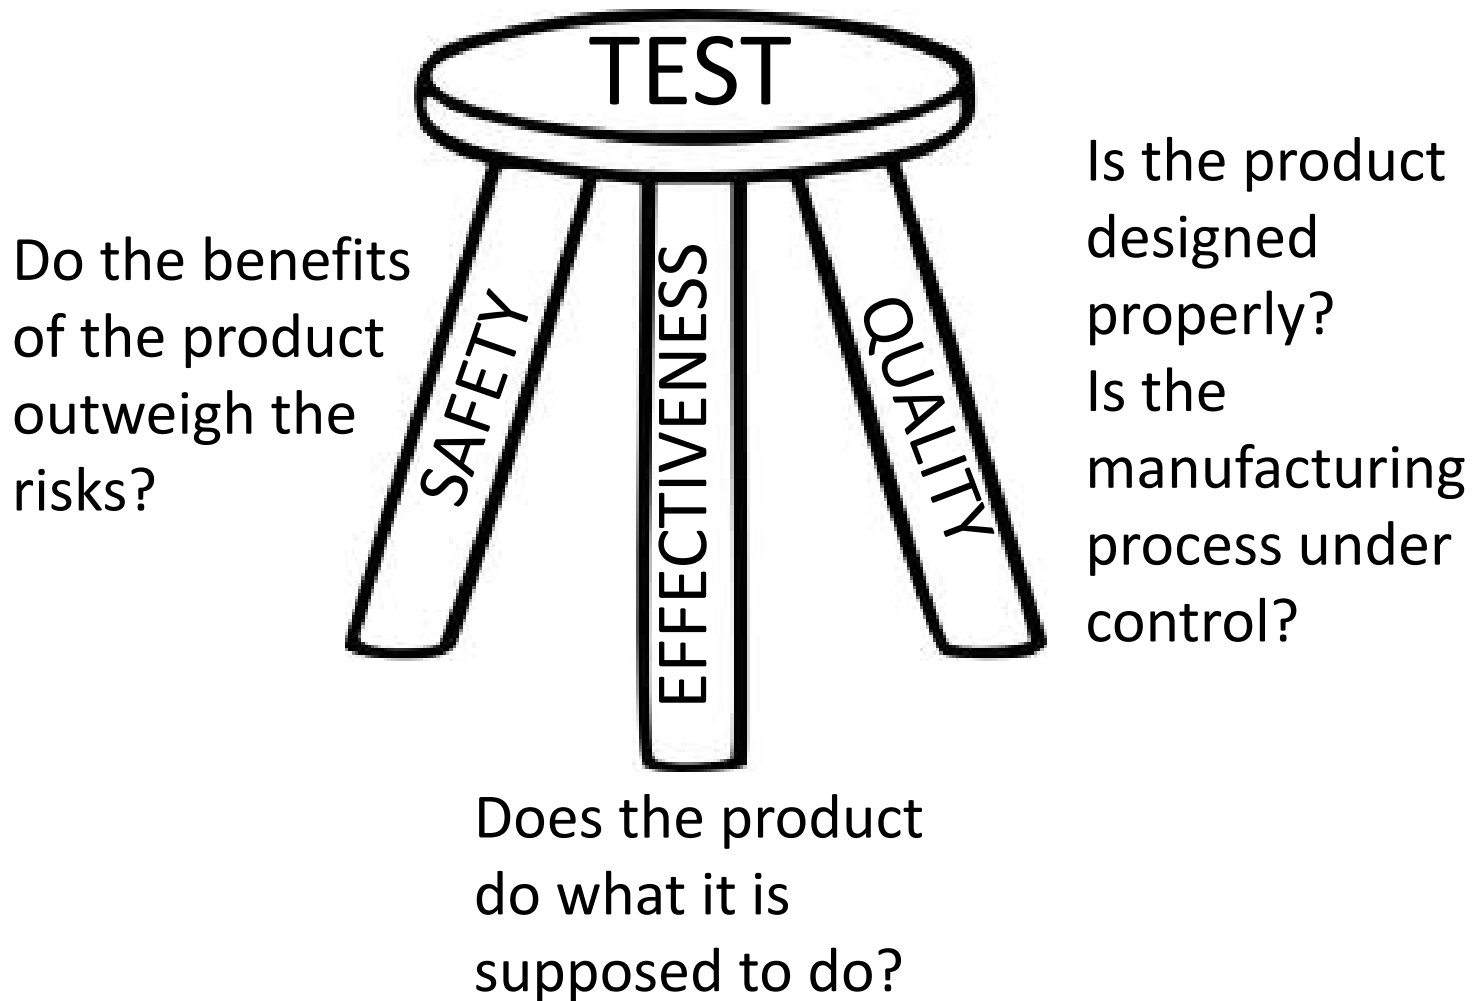 TEST
Do the benefits
of the product
outweigh the
risks?
SAFETY
EFFECTIVENESS
QUALITY
Is the product
designed
properly?
Is the
manufacturing
process under
control?
Does the product
do what it is
supposed to do?